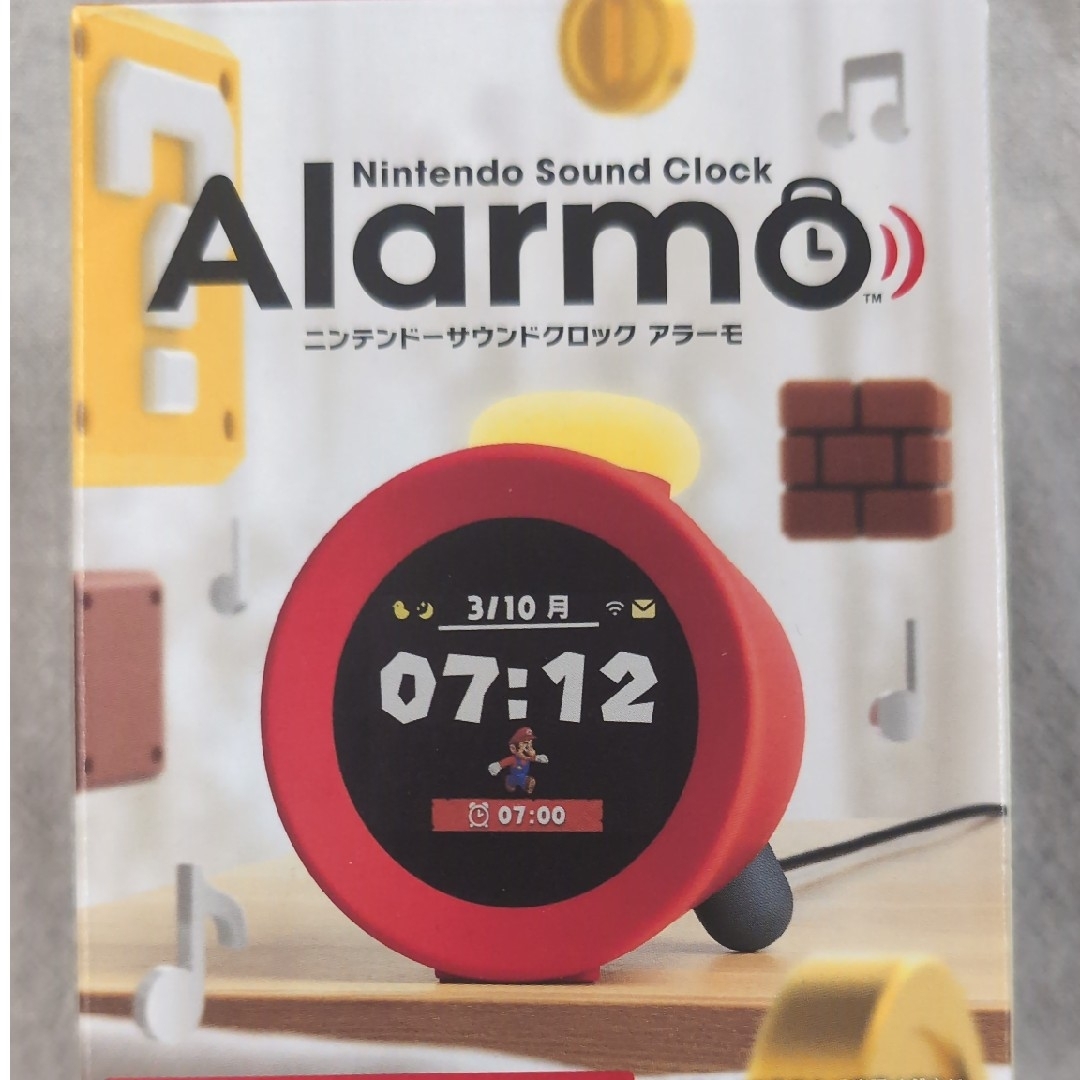 Nintendo Sound Clock
Alarmo
TM
ニンテンドーサウンドクロック アラーモ
3/10 月
07:12
07:00